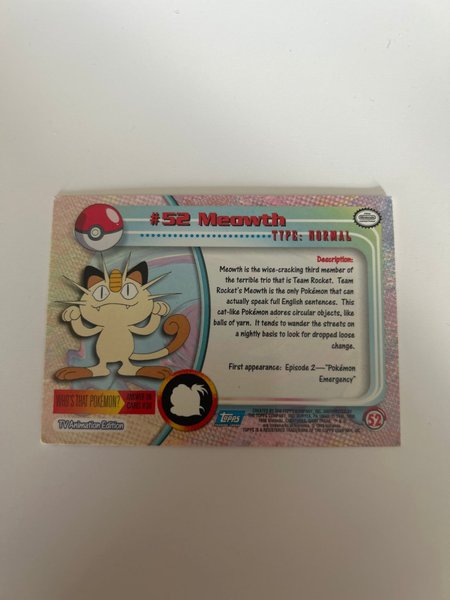 #52 Meowth
TYPE: NORMAL
Description:
Meowth is the wise-cracking third member of
the terrible trio that is Team Rocket. Team
Rocket's Meowth is the only Pokémon that can
actually speak full English sentences. This
cat-like Pokémon adores circular objects, like
balls of yarn. It tends to wander the streets on
a nightly basis to look for dropped loose
change.
First appearance: Episode 2—"Pokémon
Emergency"
WHO'S THAT POKÉMON?
ANSWER ON
TV Animation Edition
TOPPS
52